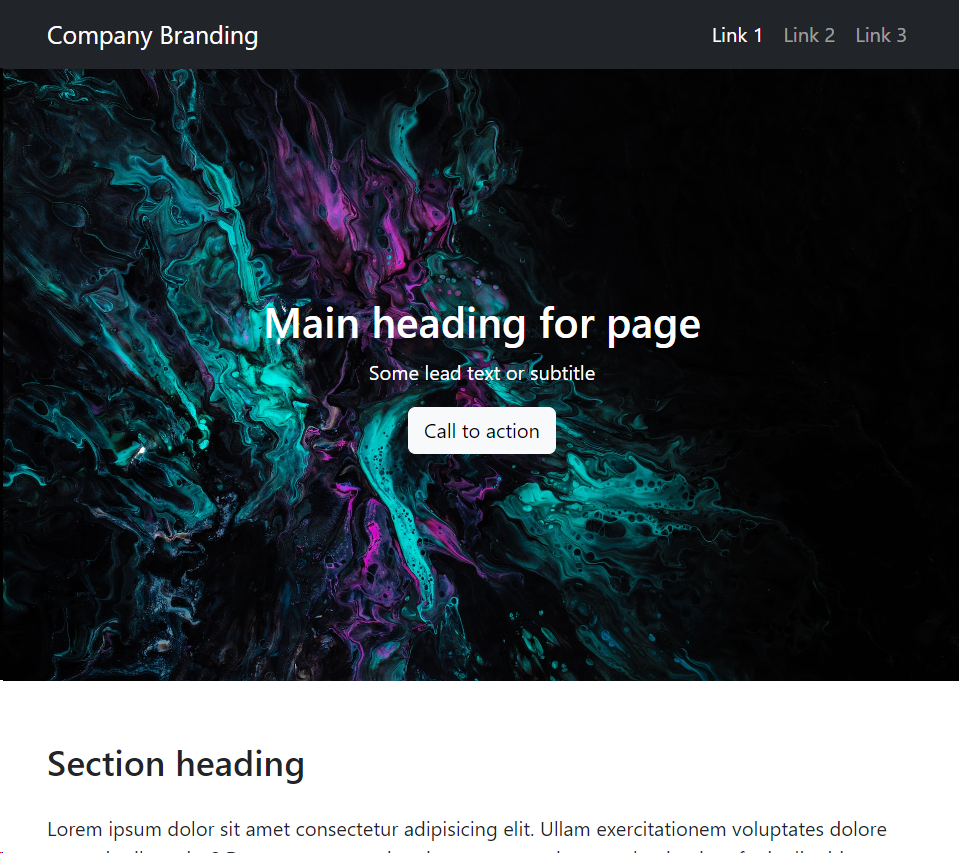 Company Branding
Link 1 Link 2 Link 3
Main heading for page
Some lead text or subtitle
Call to action
Section heading
Lorem ipsum dolor sit amet consectetur adipisicing elit. Ullam exercitationem voluptates dolore